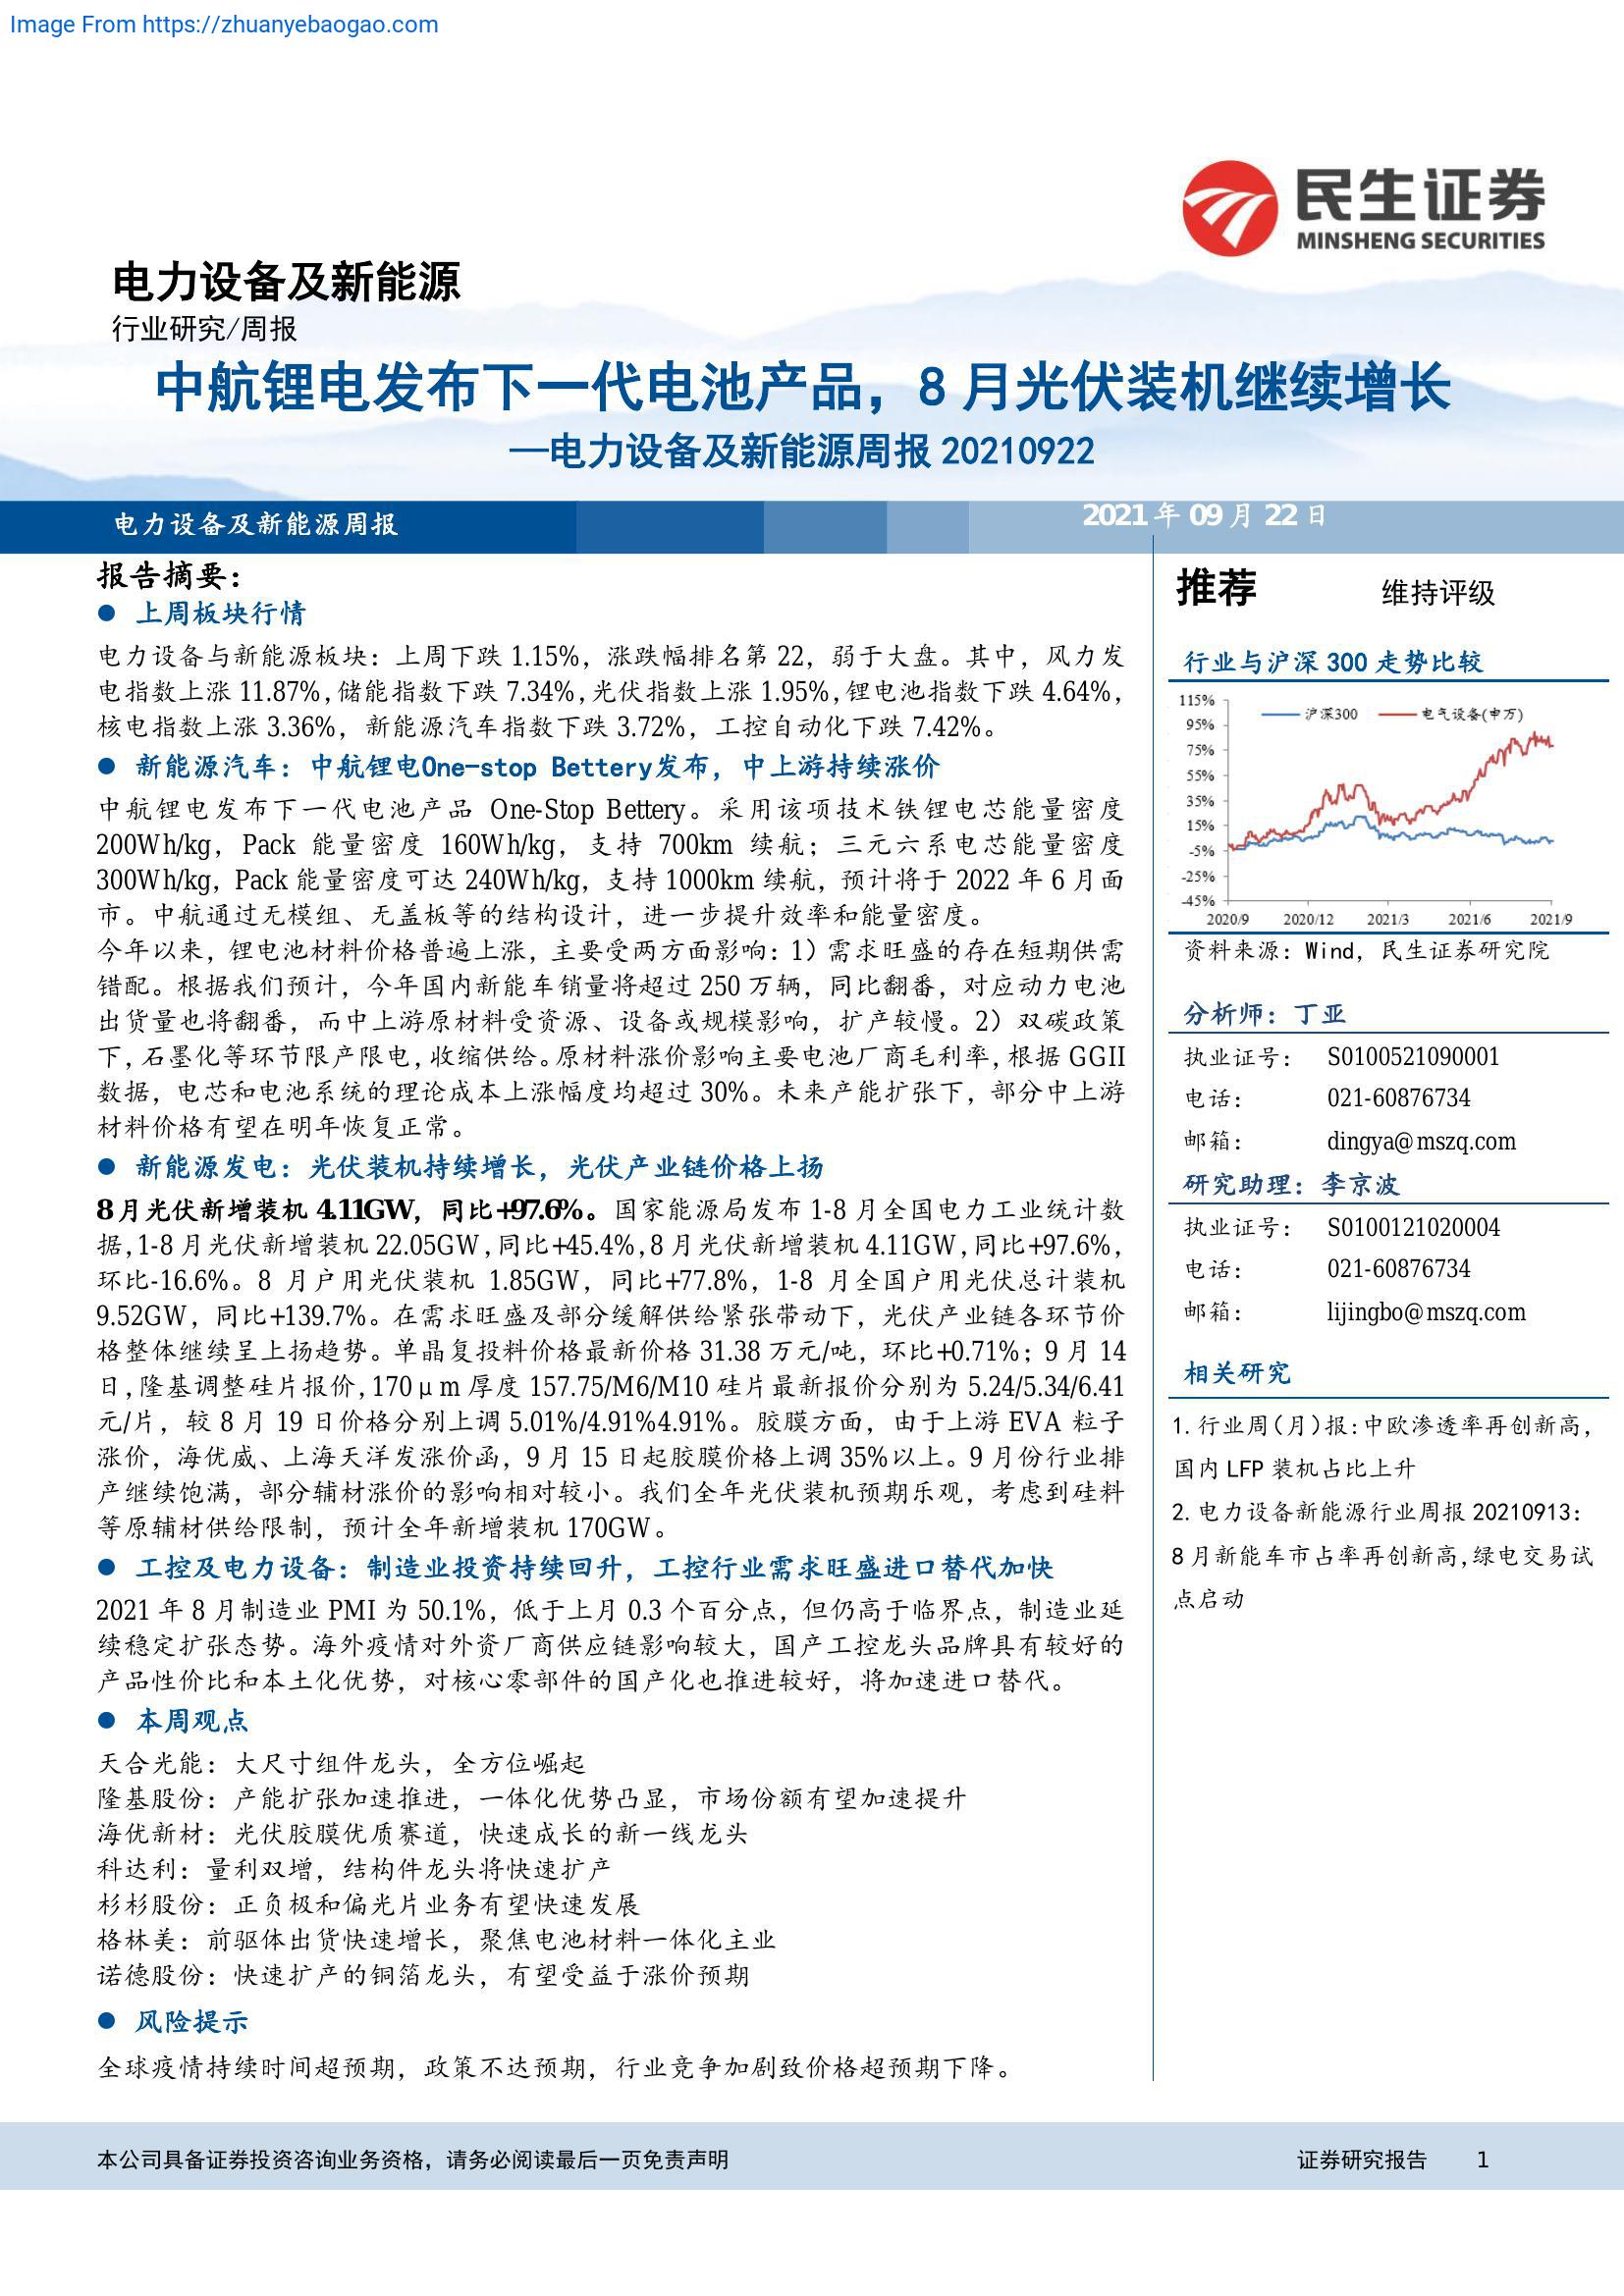 Image From https://zhuanyebaogao.com
民生证券
MINSHENG SECURITIES
电力设备及新能源
行业研究/周报
中航锂电发布下一代电池产品，8 月光伏装机继续增长
—电力设备及新能源周报 20210922
电力设备及新能源周报
2021 年 09 月 22 日
报告摘要：
● 上周板块行情
电力设备与新能源板块：上周下跌 1.15%，涨跌幅排名第 22，弱于大盘。其中，风力发
电指数上涨 11.87%，储能指数下跌 7.34%，光伏指数上涨 1.95%，锂电池指数下跌 4.64%，
核电指数上涨 3.36%，新能源汽车指数下跌 3.72%，工控自动化下跌 7.42%。
● 新能源汽车：中航锂电One-stop Bettery发布，中上游持续涨价
中航锂电发布下一代电池产品 One-Stop Bettery。采用该项技术铁锂电芯能量密度
200Wh/kg，Pack 能量密度 160Wh/kg，支持 700km 续航；三元六系电芯能量密度
300Wh/kg，Pack 能量密度可达 240Wh/kg，支持 1000km 续航，预计将于 2022 年 6 月面
市。中航通过无模组、无盖板等的结构设计，进一步提升效率和能量密度。
今年以来，锂电池材料价格普遍上涨，主要受两方面影响：1）需求旺盛的存在短期供需
错配。根据我们预计，今年国内新能车销量将超过 250 万辆，同比翻番，对应动力电池
出货量也将翻番，而中上游原材料受资源、设备或规模影响，扩产较慢。2）双碳政策
下，石墨化等环节限产限电，收缩供给。原材料涨价影响主要电池厂商毛利率，根据 GGII
数据，电芯和电池系统的理论成本上涨幅度均超过 30%。未来产能扩张下，部分中上游
材料价格有望在明年恢复正常。
● 新能源发电：光伏装机持续增长，光伏产业链价格上扬
8 月光伏新增装机 4.11GW，同比+97.6%。国家能源局发布 1-8 月全国电力工业统计数
据，1-8 月光伏新增装机 22.05GW，同比+45.4%，8 月光伏新增装机 4.11GW，同比+97.6%，
环比-16.6%。8 月户用光伏装机 1.85GW，同比+77.8%，1-8 月全国户用光伏总计装机
9.52GW，同比+139.7%。在需求旺盛及部分缓解供给紧张带动下，光伏产业链各环节价
格整体继续呈上扬趋势。单晶复投料价格最新价格 31.38 万元/吨，环比+0.71%；9 月 14
日，隆基调整硅片报价，170μm 厚度 157.75/M6/M10 硅片最新报价分别为 5.24/5.34/6.41
元/片，较 8 月 19 日价格分别上调 5.01%/4.91%4.91%。胶膜方面，由于上游 EVA 粒子
涨价，海优威、上海天洋发涨价函，9 月 15 日起胶膜价格上调 35%以上。9 月份行业排
产继续饱满，部分辅材涨价的影响相对较小。我们全年光伏装机预期乐观，考虑到硅料
等原辅材供给限制，预计全年新增装机 170GW。
● 工控及电力设备：制造业投资持续回升，工控行业需求旺盛进口替代加快
2021 年 8 月制造业 PMI 为 50.1%，低于上月 0.3 个百分点，但仍高于临界点，制造业延
续稳定扩张态势。海外疫情对外资厂商供应链影响较大，国产工控龙头品牌具有较好的
产品性价比和本土化优势，对核心零部件的国产化也推进较好，将加速进口替代。
● 本周观点
天合光能：大尺寸组件龙头，全方位崛起
隆基股份：产能扩张加速推进，一体化优势凸显，市场份额有望加速提升
海优新材：光伏胶膜优质赛道，快速成长的新一线龙头
科达利：量利双增，结构件龙头将快速扩产
杉杉股份：正负极和偏光片业务有望快速发展
格林美：前驱体出货快速增长，聚焦电池材料一体化主业
诺德股份：快速扩产的铜箔龙头，有望受益于涨价预期
● 风险提示
全球疫情持续时间超预期，政策不达预期，行业竞争加剧致价格超预期下降。
推荐 维持评级
行业与沪深 300 走势比较
沪深300 电气设备(申万)
115%
95%
75%
55%
35%
15%
-5%
-25%
-45%
2020/9 2020/12 2021/3 2021/6 2021/9
资料来源：Wind，民生证券研究院
分析师：丁亚
执业证号： S0100521090001
电话： 021-60876734
邮箱： dingya@mszq.com
研究助理：李京波
执业证号： S0100121020004
电话： 021-60876734
邮箱： lijingbo@mszq.com
相关研究
1.行业周(月)报:中欧渗透率再创新高,
国内 LFP 装机占比上升
2.电力设备新能源行业周报 20210913：
8 月新能车市占率再创新高,绿电交易试
点启动
本公司具备证券投资咨询业务资格，请务必阅读最后一页免责声明
证券研究报告 1